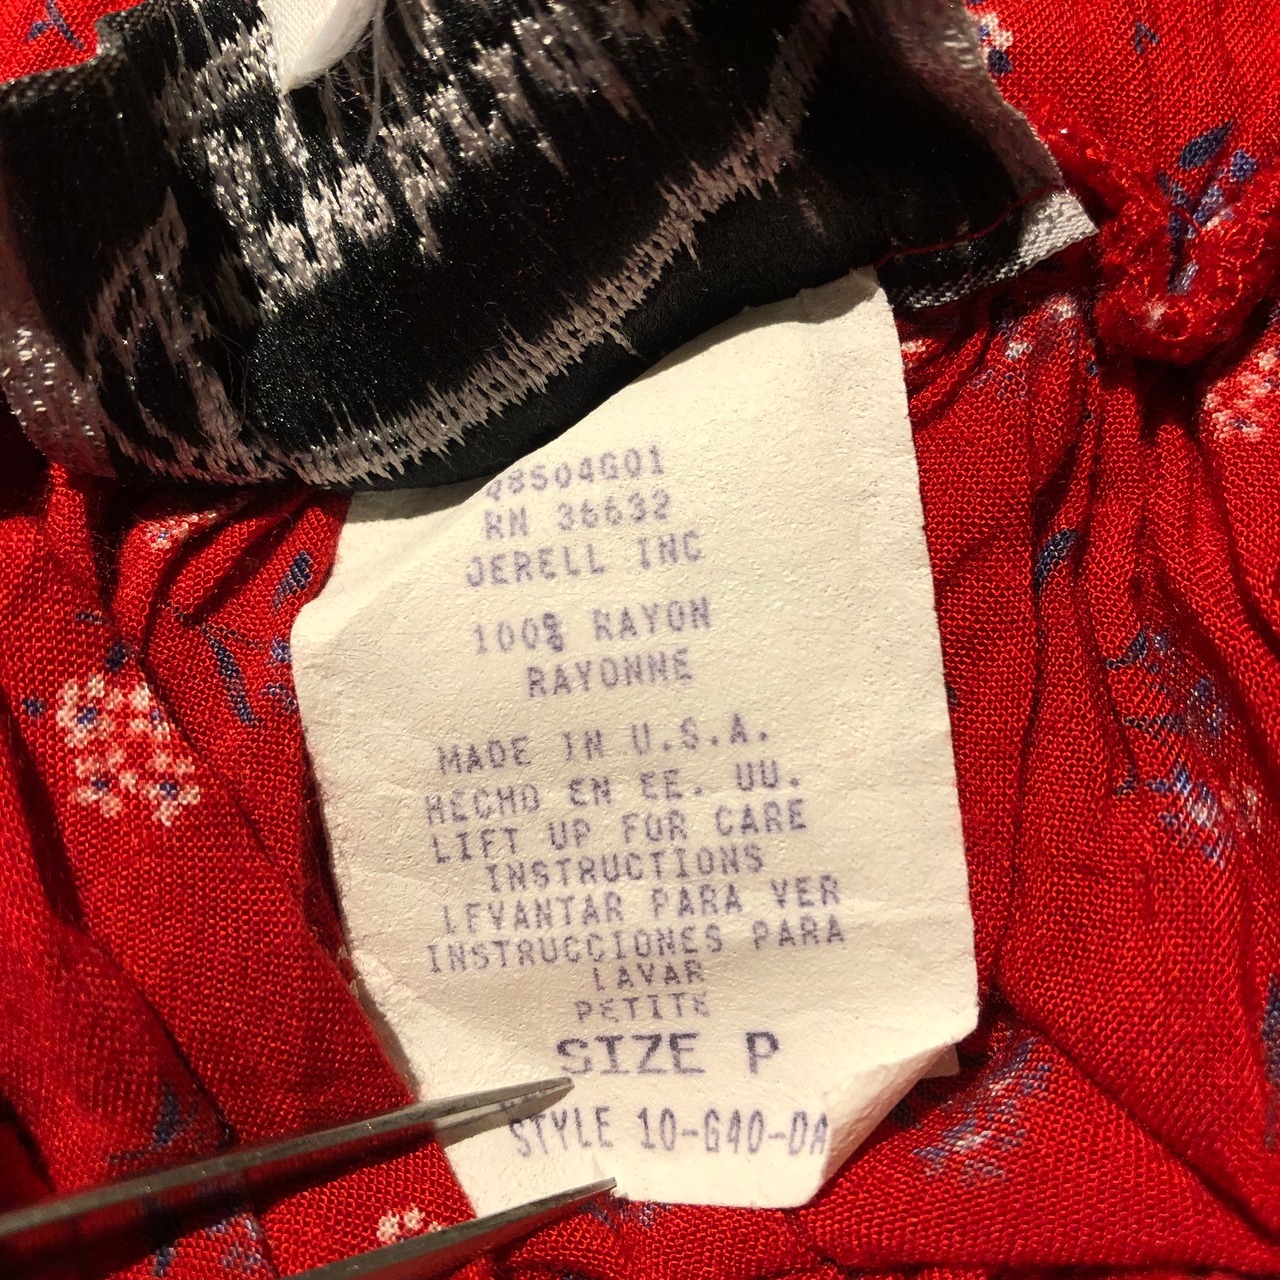 Q8504G01
RN 36632
JERELL INC
100% RAYON
RAYONNE
MADE IN U.S.A.
HECHO EN EE. UU.
LIFT UP FOR CARE
INSTRUCTIONS
LEVANTAR PARA VER
INSTRUCCIONES PARA
LAVAR
PETITE
SIZE P
STYLE 10-G40-DA